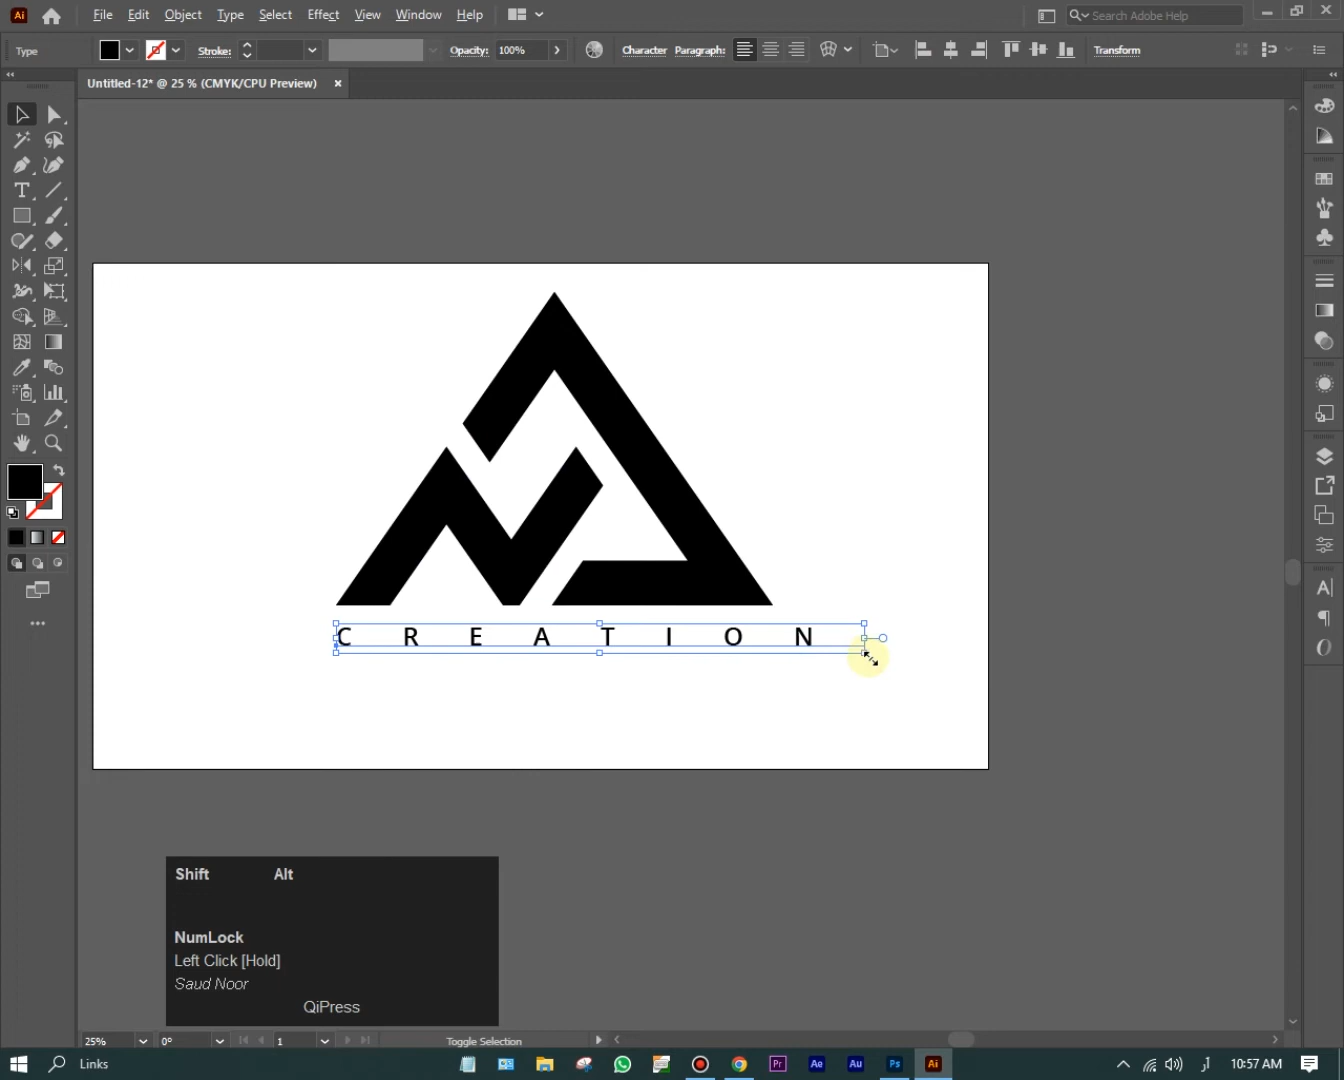 Ai File Edit Object Type Select Effect View Window Help Search Adobe Help
Type Stroke: Opacity: 100% Character Paragraph: Transform
Untitled-12* @ 25 % (CMYK/CPU Preview) ×
C R E A T I O N
Shift Alt
NumLock
Left Click [Hold]
Saud Noor
QiPress
25% 0° 1 Toggle Selection
Links Pr Ae Au Ps Ai 10:57 AM